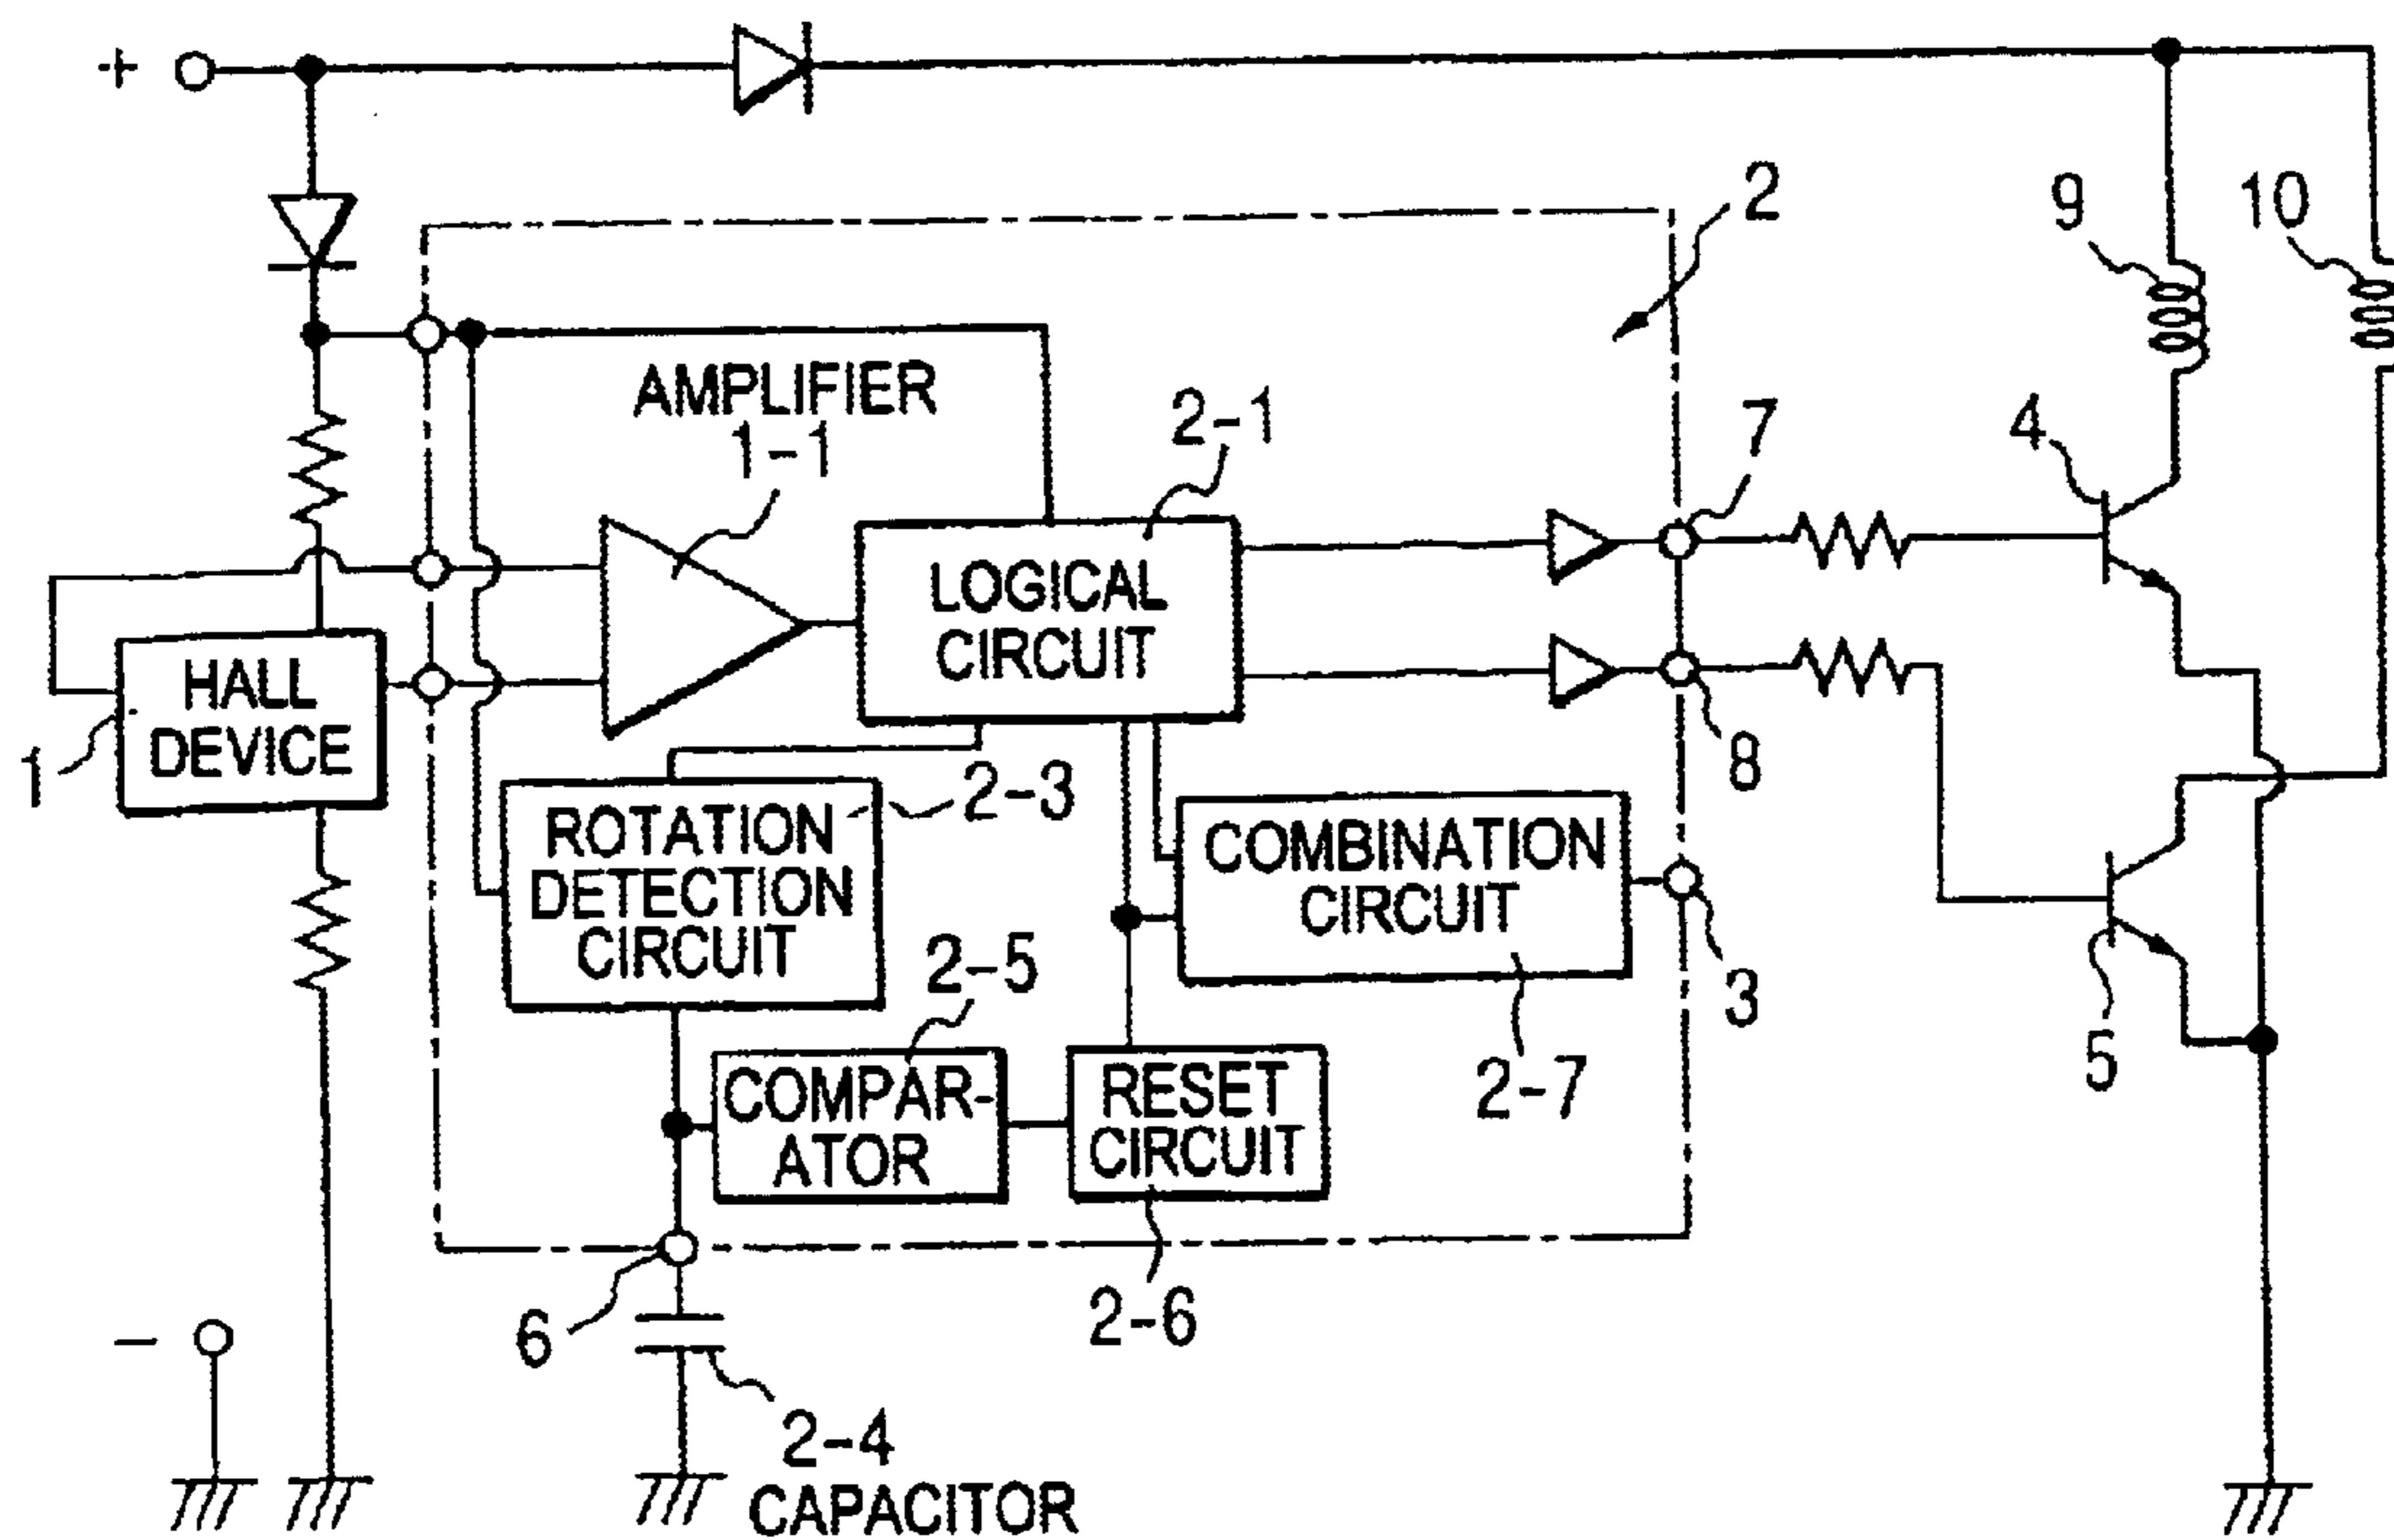 +
2
9
10
AMPLIFIER
1-1
2-1
7
4
LOGICAL
CIRCUIT
HALL
DEVICE
1
8
2-3
ROTATION
DETECTION
CIRCUIT
COMBINATION
CIRCUIT
2-5
3
5
COMPAR-
ATOR
RESET
CIRCUIT
2-7
6
2-6
-
2-4
CAPACITOR